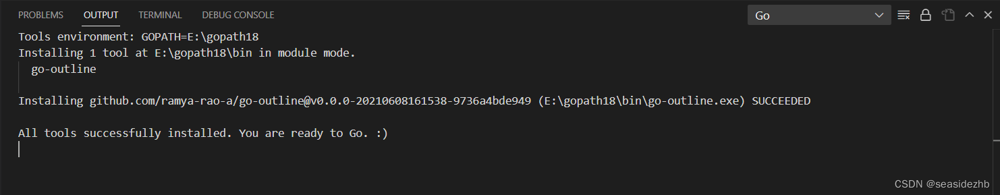 PROBLEMS OUTPUT TERMINAL DEBUG CONSOLE Go
Tools environment: GOPATH=E:\gopath18
Installing 1 tool at E:\gopath18\bin in module mode.
go-outline
Installing github.com/ramya-rao-a/go-outline@v0.0.0-20210608161538-9736a4bde949 (E:\gopath18\bin\go-outline.exe) SUCCEEDED
All tools successfully installed. You are ready to Go. :)
CSDN @seasidezhb